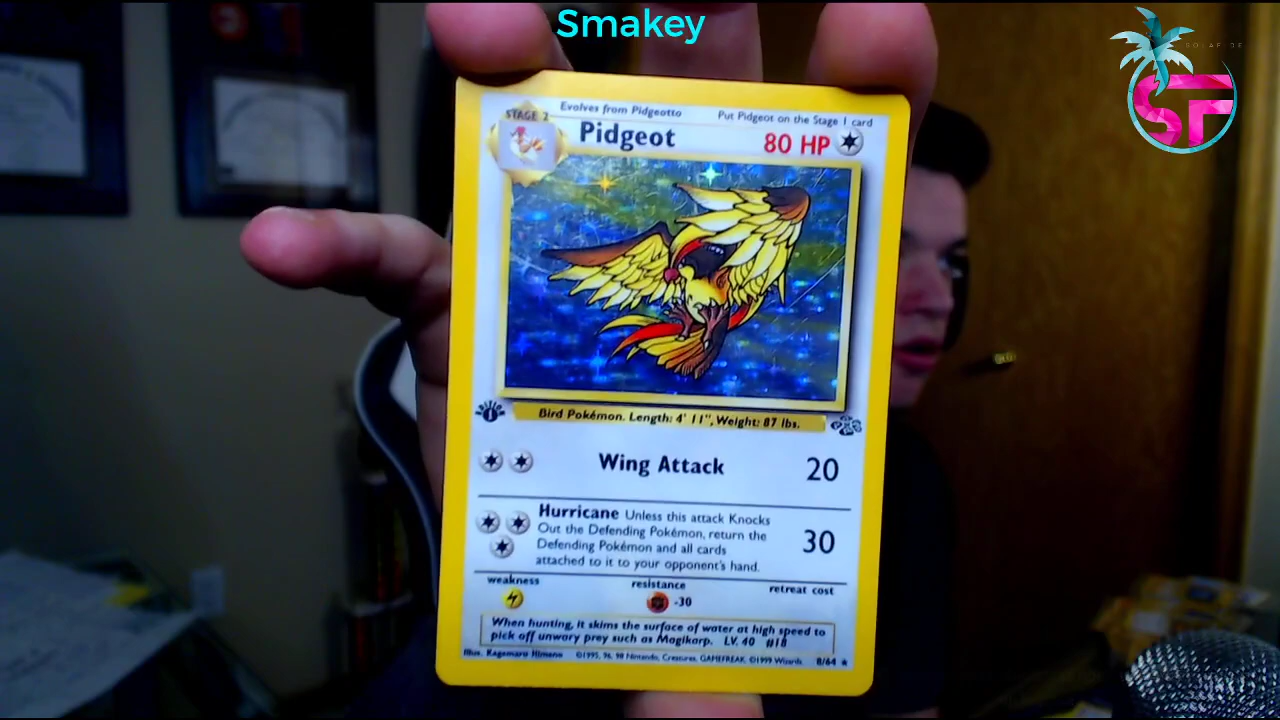 Smakey
SF
STAGE 2
Evolves from Pidgeotto
Put Pidgeot on the Stage 1 card
Pidgeot
80 HP
EDITION
1
Bird Pokémon. Length: 4' 11", Weight: 87 lbs.
Wing Attack 20
Hurricane Unless this attack Knocks
Out the Defending Pokémon, return the
Defending Pokémon and all cards
attached to it to your opponent's hand.
30
weakness resistance retreat cost
-30
When hunting, it skims the surface of water at high speed to
pick off unwary prey such as Magikarp. LV. 40 #18
Illus. Kagemaru Himeno ©1995, 96, 98 Nintendo, Creatures, GAMEFREAK. ©1999 Wizards. 8/64 ★